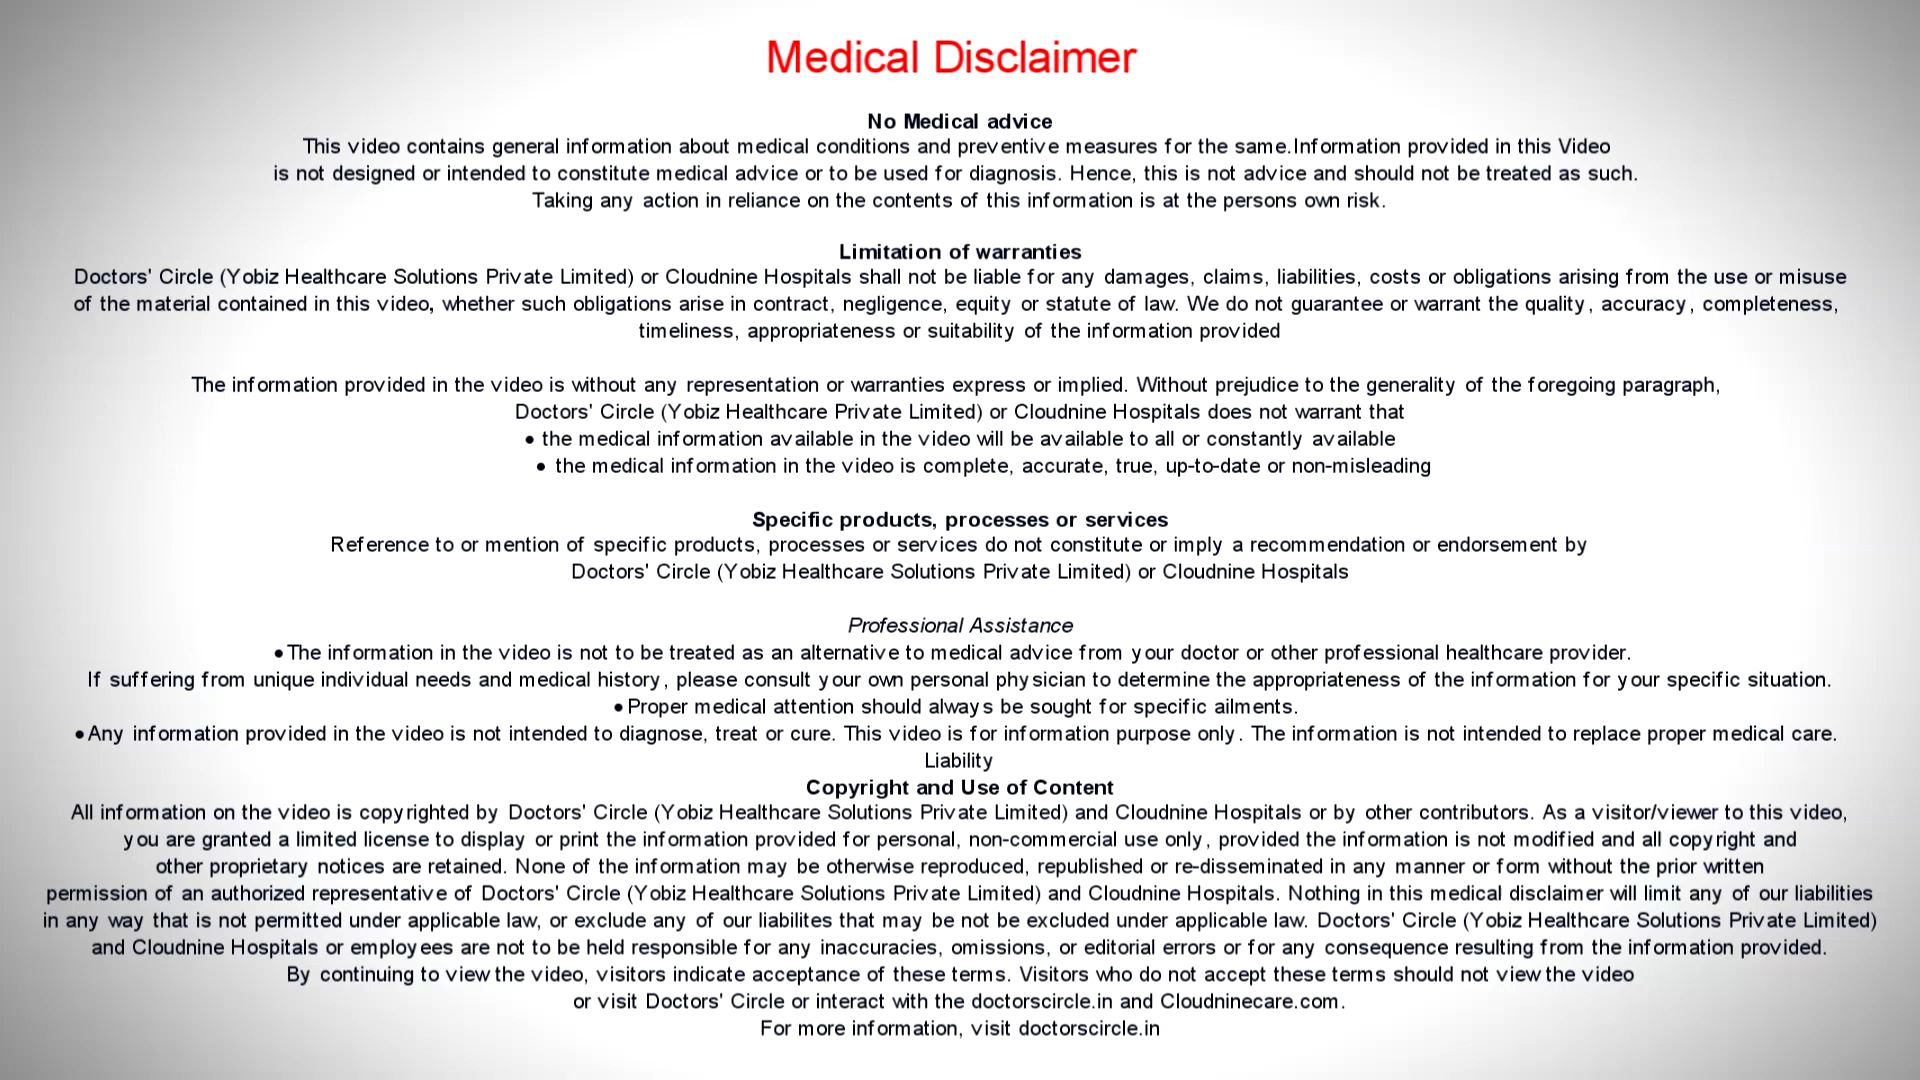 Medical Disclaimer
No Medical advice
This video contains general information about medical conditions and preventive measures for the same.Information provided in this Video
is not designed or intended to constitute medical advice or to be used for diagnosis. Hence, this is not advice and should not be treated as such.
Taking any action in reliance on the contents of this information is at the persons own risk.
Limitation of warranties
Doctors' Circle (Yobiz Healthcare Solutions Private Limited) or Cloudnine Hospitals shall not be liable for any damages, claims, liabilities, costs or obligations arising from the use or misuse
of the material contained in this video, whether such obligations arise in contract, negligence, equity or statute of law. We do not guarantee or warrant the quality, accuracy, completeness,
timeliness, appropriateness or suitability of the information provided
The information provided in the video is without any representation or warranties express or implied. Without prejudice to the generality of the foregoing paragraph,
Doctors' Circle (Yobiz Healthcare Private Limited) or Cloudnine Hospitals does not warrant that
• the medical information available in the video will be available to all or constantly available
• the medical information in the video is complete, accurate, true, up-to-date or non-misleading
Specific products, processes or services
Reference to or mention of specific products, processes or services do not constitute or imply a recommendation or endorsement by
Doctors' Circle (Yobiz Healthcare Solutions Private Limited) or Cloudnine Hospitals
Professional Assistance
•The information in the video is not to be treated as an alternative to medical advice from your doctor or other professional healthcare provider.
If suffering from unique individual needs and medical history, please consult your own personal physician to determine the appropriateness of the information for your specific situation.
•Proper medical attention should always be sought for specific ailments.
•Any information provided in the video is not intended to diagnose, treat or cure. This video is for information purpose only. The information is not intended to replace proper medical care.
Liability
Copyright and Use of Content
All information on the video is copyrighted by Doctors' Circle (Yobiz Healthcare Solutions Private Limited) and Cloudnine Hospitals or by other contributors. As a visitor/viewer to this video,
you are granted a limited license to display or print the information provided for personal, non-commercial use only, provided the information is not modified and all copyright and
other proprietary notices are retained. None of the information may be otherwise reproduced, republished or re-disseminated in any manner or form without the prior written
permission of an authorized representative of Doctors' Circle (Yobiz Healthcare Solutions Private Limited) and Cloudnine Hospitals. Nothing in this medical disclaimer will limit any of our liabilities
in any way that is not permitted under applicable law, or exclude any of our liabilites that may be not be excluded under applicable law. Doctors' Circle (Yobiz Healthcare Solutions Private Limited)
and Cloudnine Hospitals or employees are not to be held responsible for any inaccuracies, omissions, or editorial errors or for any consequence resulting from the information provided.
By continuing to view the video, visitors indicate acceptance of these terms. Visitors who do not accept these terms should not view the video
or visit Doctors' Circle or interact with the doctorscircle.in and Cloudninecare.com.
For more information, visit doctorscircle.in